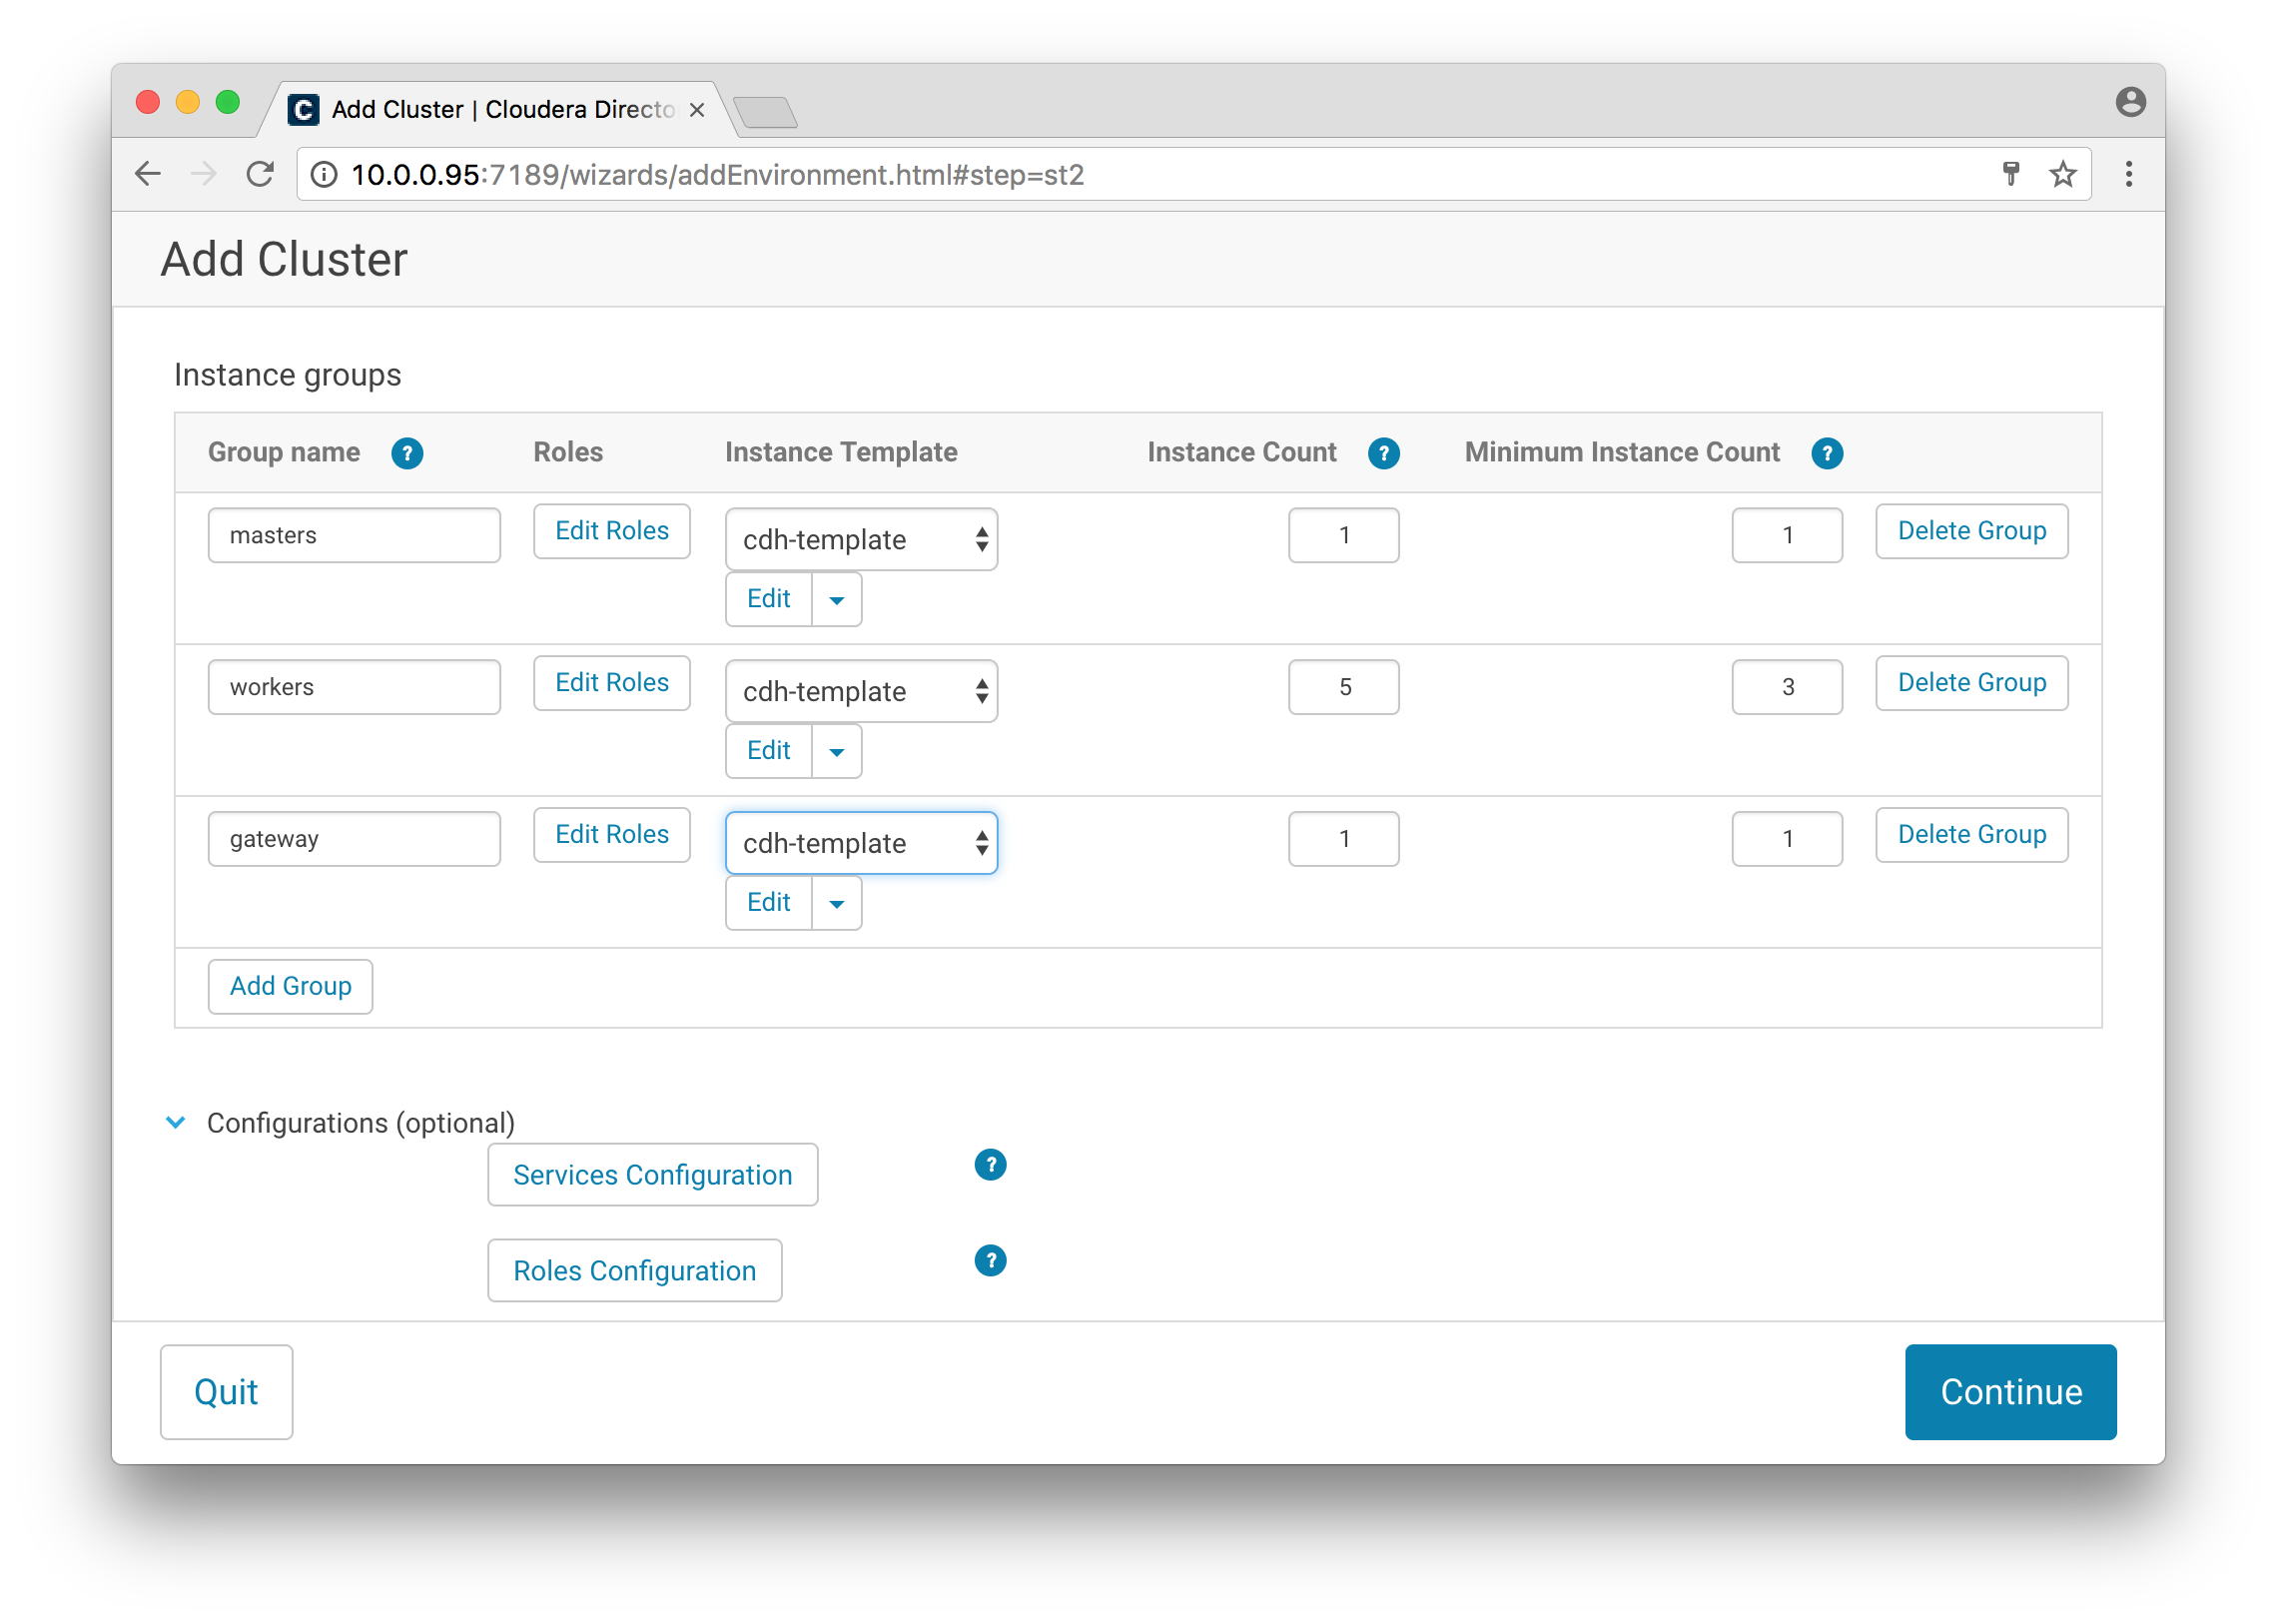 C Add Cluster | Cloudera Directo
10.0.0.95:7189/wizards/addEnvironment.html#step=st2
Add Cluster
Instance groups
Group name ? Roles Instance Template Instance Count ? Minimum Instance Count ?
masters Edit Roles cdh-template 1 1 Delete Group
Edit
workers Edit Roles cdh-template 5 3 Delete Group
Edit
gateway Edit Roles cdh-template 1 1 Delete Group
Edit
Add Group
Configurations (optional)
Services Configuration ?
Roles Configuration ?
Quit Continue